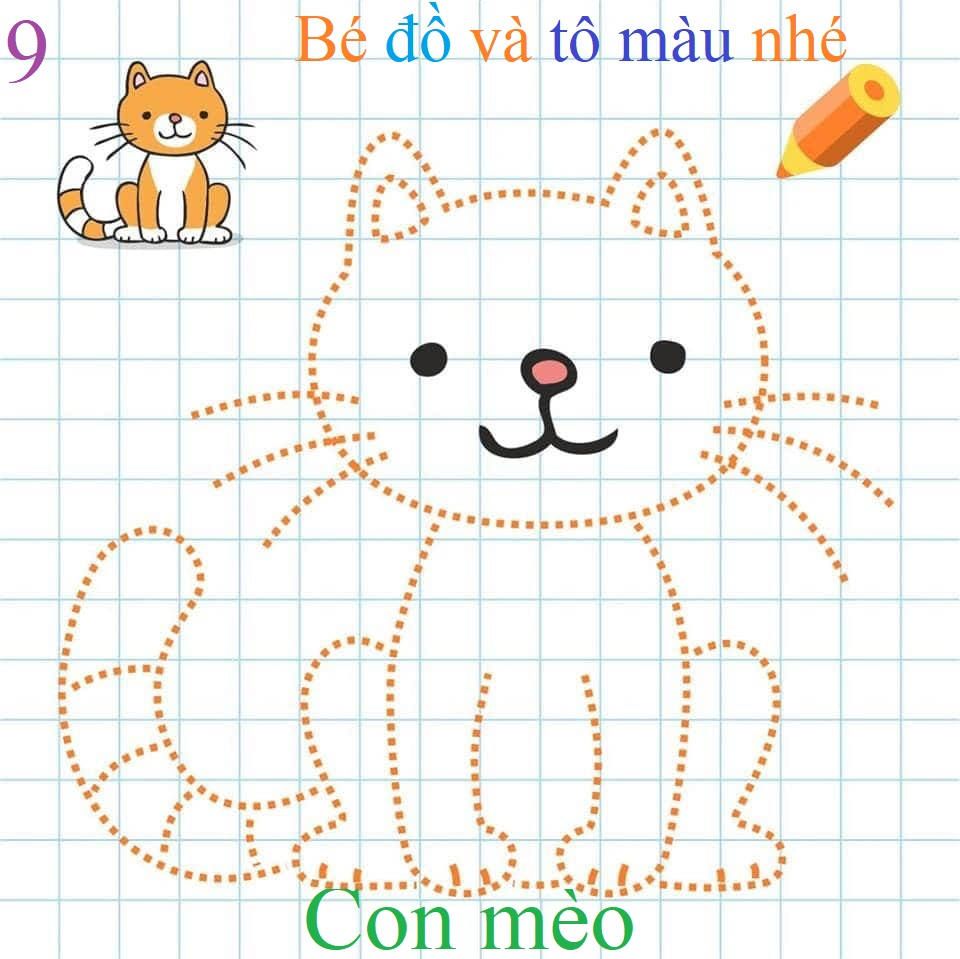 9
Bé đồ và tô màu nhé
Con mèo